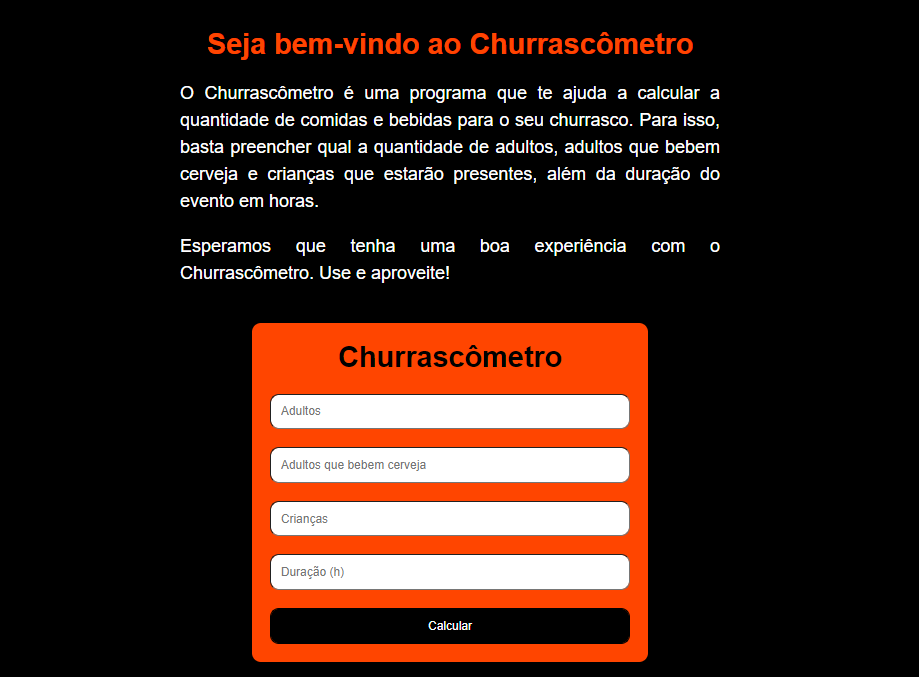 Seja bem-vindo ao Churrascômetro
O Churrascômetro é uma programa que te ajuda a calcular a
quantidade de comidas e bebidas para o seu churrasco. Para isso,
basta preencher qual a quantidade de adultos, adultos que bebem
cerveja e crianças que estarão presentes, além da duração do
evento em horas.
Esperamos que tenha uma boa experiência com o
Churrascômetro. Use e aproveite!
Churrascômetro
Adultos
Adultos que bebem cerveja
Crianças
Duração (h)
Calcular